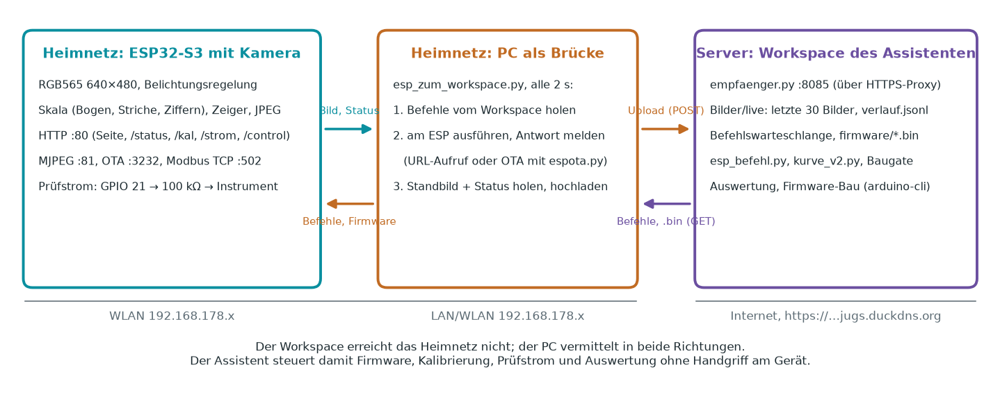 Heimnetz: ESP32-S3 mit Kamera
RGB565 640×480, Belichtungsregelung
Skala (Bogen, Striche, Ziffern), Zeiger, JPEG
HTTP :80 (Seite, /status, /kal, /strom, /control)
MJPEG :81, OTA :3232, Modbus TCP :502
Prüfstrom: GPIO 21 → 100 kΩ → Instrument
Bild, Status
Befehle, Firmware
Heimnetz: PC als Brücke
esp_zum_workspace.py, alle 2 s:
1. Befehle vom Workspace holen
2. am ESP ausführen, Antwort melden
(URL-Aufruf oder OTA mit espota.py)
3. Standbild + Status holen, hochladen
Upload (POST)
Befehle, .bin (GET)
Server: Workspace des Assistenten
empfaenger.py :8085 (über HTTPS-Proxy)
Bilder/live: letzte 30 Bilder, verlauf.jsonl
Befehlswarteschlange, firmware/*.bin
esp_befehl.py, kurve_v2.py, Baugate
Auswertung, Firmware-Bau (arduino-cli)
WLAN 192.168.178.x
LAN/WLAN 192.168.178.x
Internet, https://...jugs.duckdns.org
Der Workspace erreicht das Heimnetz nicht; der PC vermittelt in beide Richtungen.
Der Assistent steuert damit Firmware, Kalibrierung, Prüfstrom und Auswertung ohne Handgriff am Gerät.